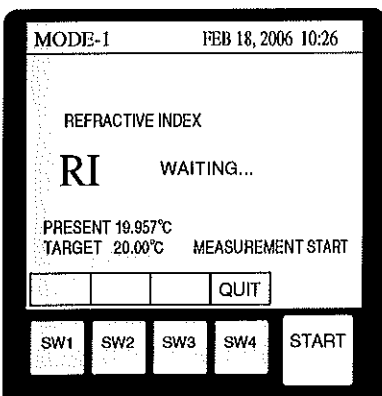 MODE-1 FEB 18, 2006 10:26
REFRACTIVE INDEX
RI WAITING...
PRESENT 19.957°C
TARGET 20.00°C MEASUREMENT START
QUIT
SW1 SW2 SW3 SW4 START